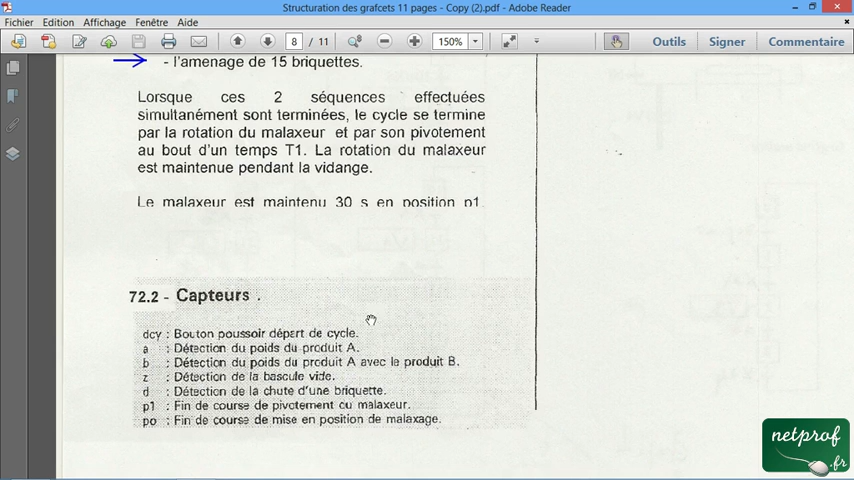 Structuration des grafcets 11 pages - Copy (2).pdf - Adobe Reader
Fichier Edition Affichage Fenêtre Aide
8 / 11 150% Outils Signer Commentaire
- l'amenage de 15 briquettes.
Lorsque ces 2 séquences effectuées
simultanément sont terminées, le cycle se termine
par la rotation du malaxeur et par son pivotement
au bout d'un temps T1. La rotation du malaxeur
est maintenue pendant la vidange.
Le malaxeur est maintenu 30 s en position p1.
72.2 - Capteurs .
dcy : Bouton poussoir départ de cycle.
a : Détection du poids du produit A.
b : Détection du poids du produit A avec le produit B.
z : Détection de la bascule vide.
d : Détection de la chute d'une briquette.
p1 : Fin de course de pivotement ou malaxeur.
po : Fin de course de mise en position de malaxage.
netprof
.fr